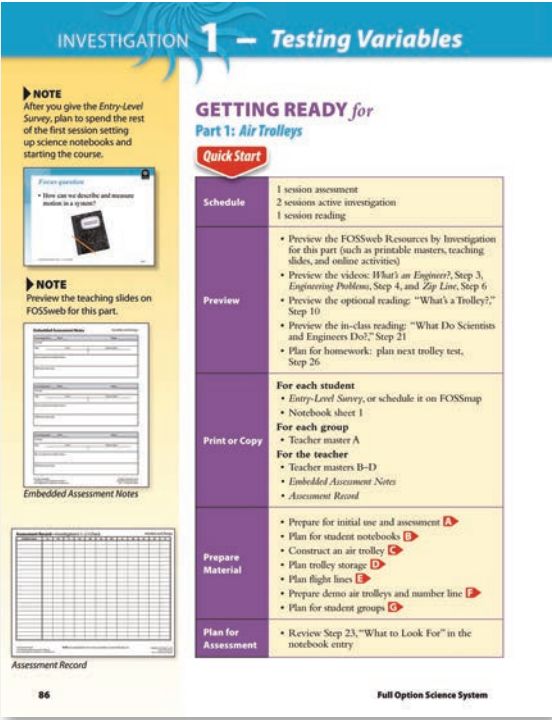 INVESTIGATION 1 — Testing Variables
NOTE
After you give the Entry-Level
Survey, plan to spend the rest
of the first session setting
up science notebooks and
starting the course.
Focus question
• How can we describe and measure
motion in a system?
NOTE
Preview the teaching slides on
FOSSweb for this part.
Embedded Assessment Notes
Embedded Assessment Notes
Assessment Record
Assessment Record
GETTING READY for
Part 1: Air Trolleys
Quick Start
Schedule
1 session assessment
2 sessions active investigation
1 session reading
Preview
• Preview the FOSSweb Resources by Investigation
for this part (such as printable masters, teaching
slides, and online activities)
• Preview the videos: What's an Engineer?, Step 3,
Engineering Problems, Step 4, and Zip Line, Step 6
• Preview the optional reading: "What's a Trolley?,"
Step 10
• Preview the in-class reading: "What Do Scientists
and Engineers Do?," Step 21
• Plan for homework: plan next trolley test,
Step 26
Print or Copy
For each student
• Entry-Level Survey, or schedule it on FOSSmap
• Notebook sheet 1
For each group
• Teacher master A
For the teacher
• Teacher masters B–D
• Embedded Assessment Notes
• Assessment Record
Prepare
Material
• Prepare for initial use and assessment A
• Plan for student notebooks B
• Construct an air trolley C
• Plan trolley storage D
• Plan flight lines E
• Prepare demo air trolleys and number line F
• Plan for student groups G
Plan for
Assessment
• Review Step 23, "What to Look For" in the
notebook entry
86
Full Option Science System